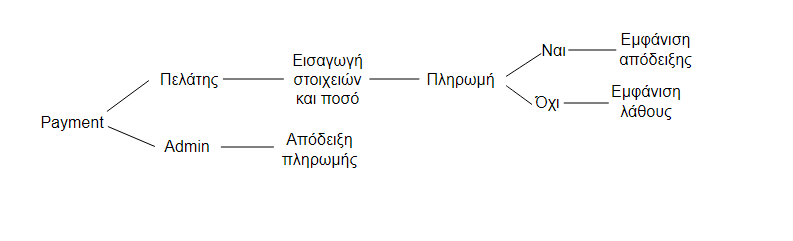 Payment
Πελάτης
Εισαγωγή
στοιχειών
και ποσό
Πληρωμή
Ναι
Εμφάνιση
απόδειξης
Όχι
Εμφάνιση
λάθους
Admin
Απόδειξη
πληρωμής